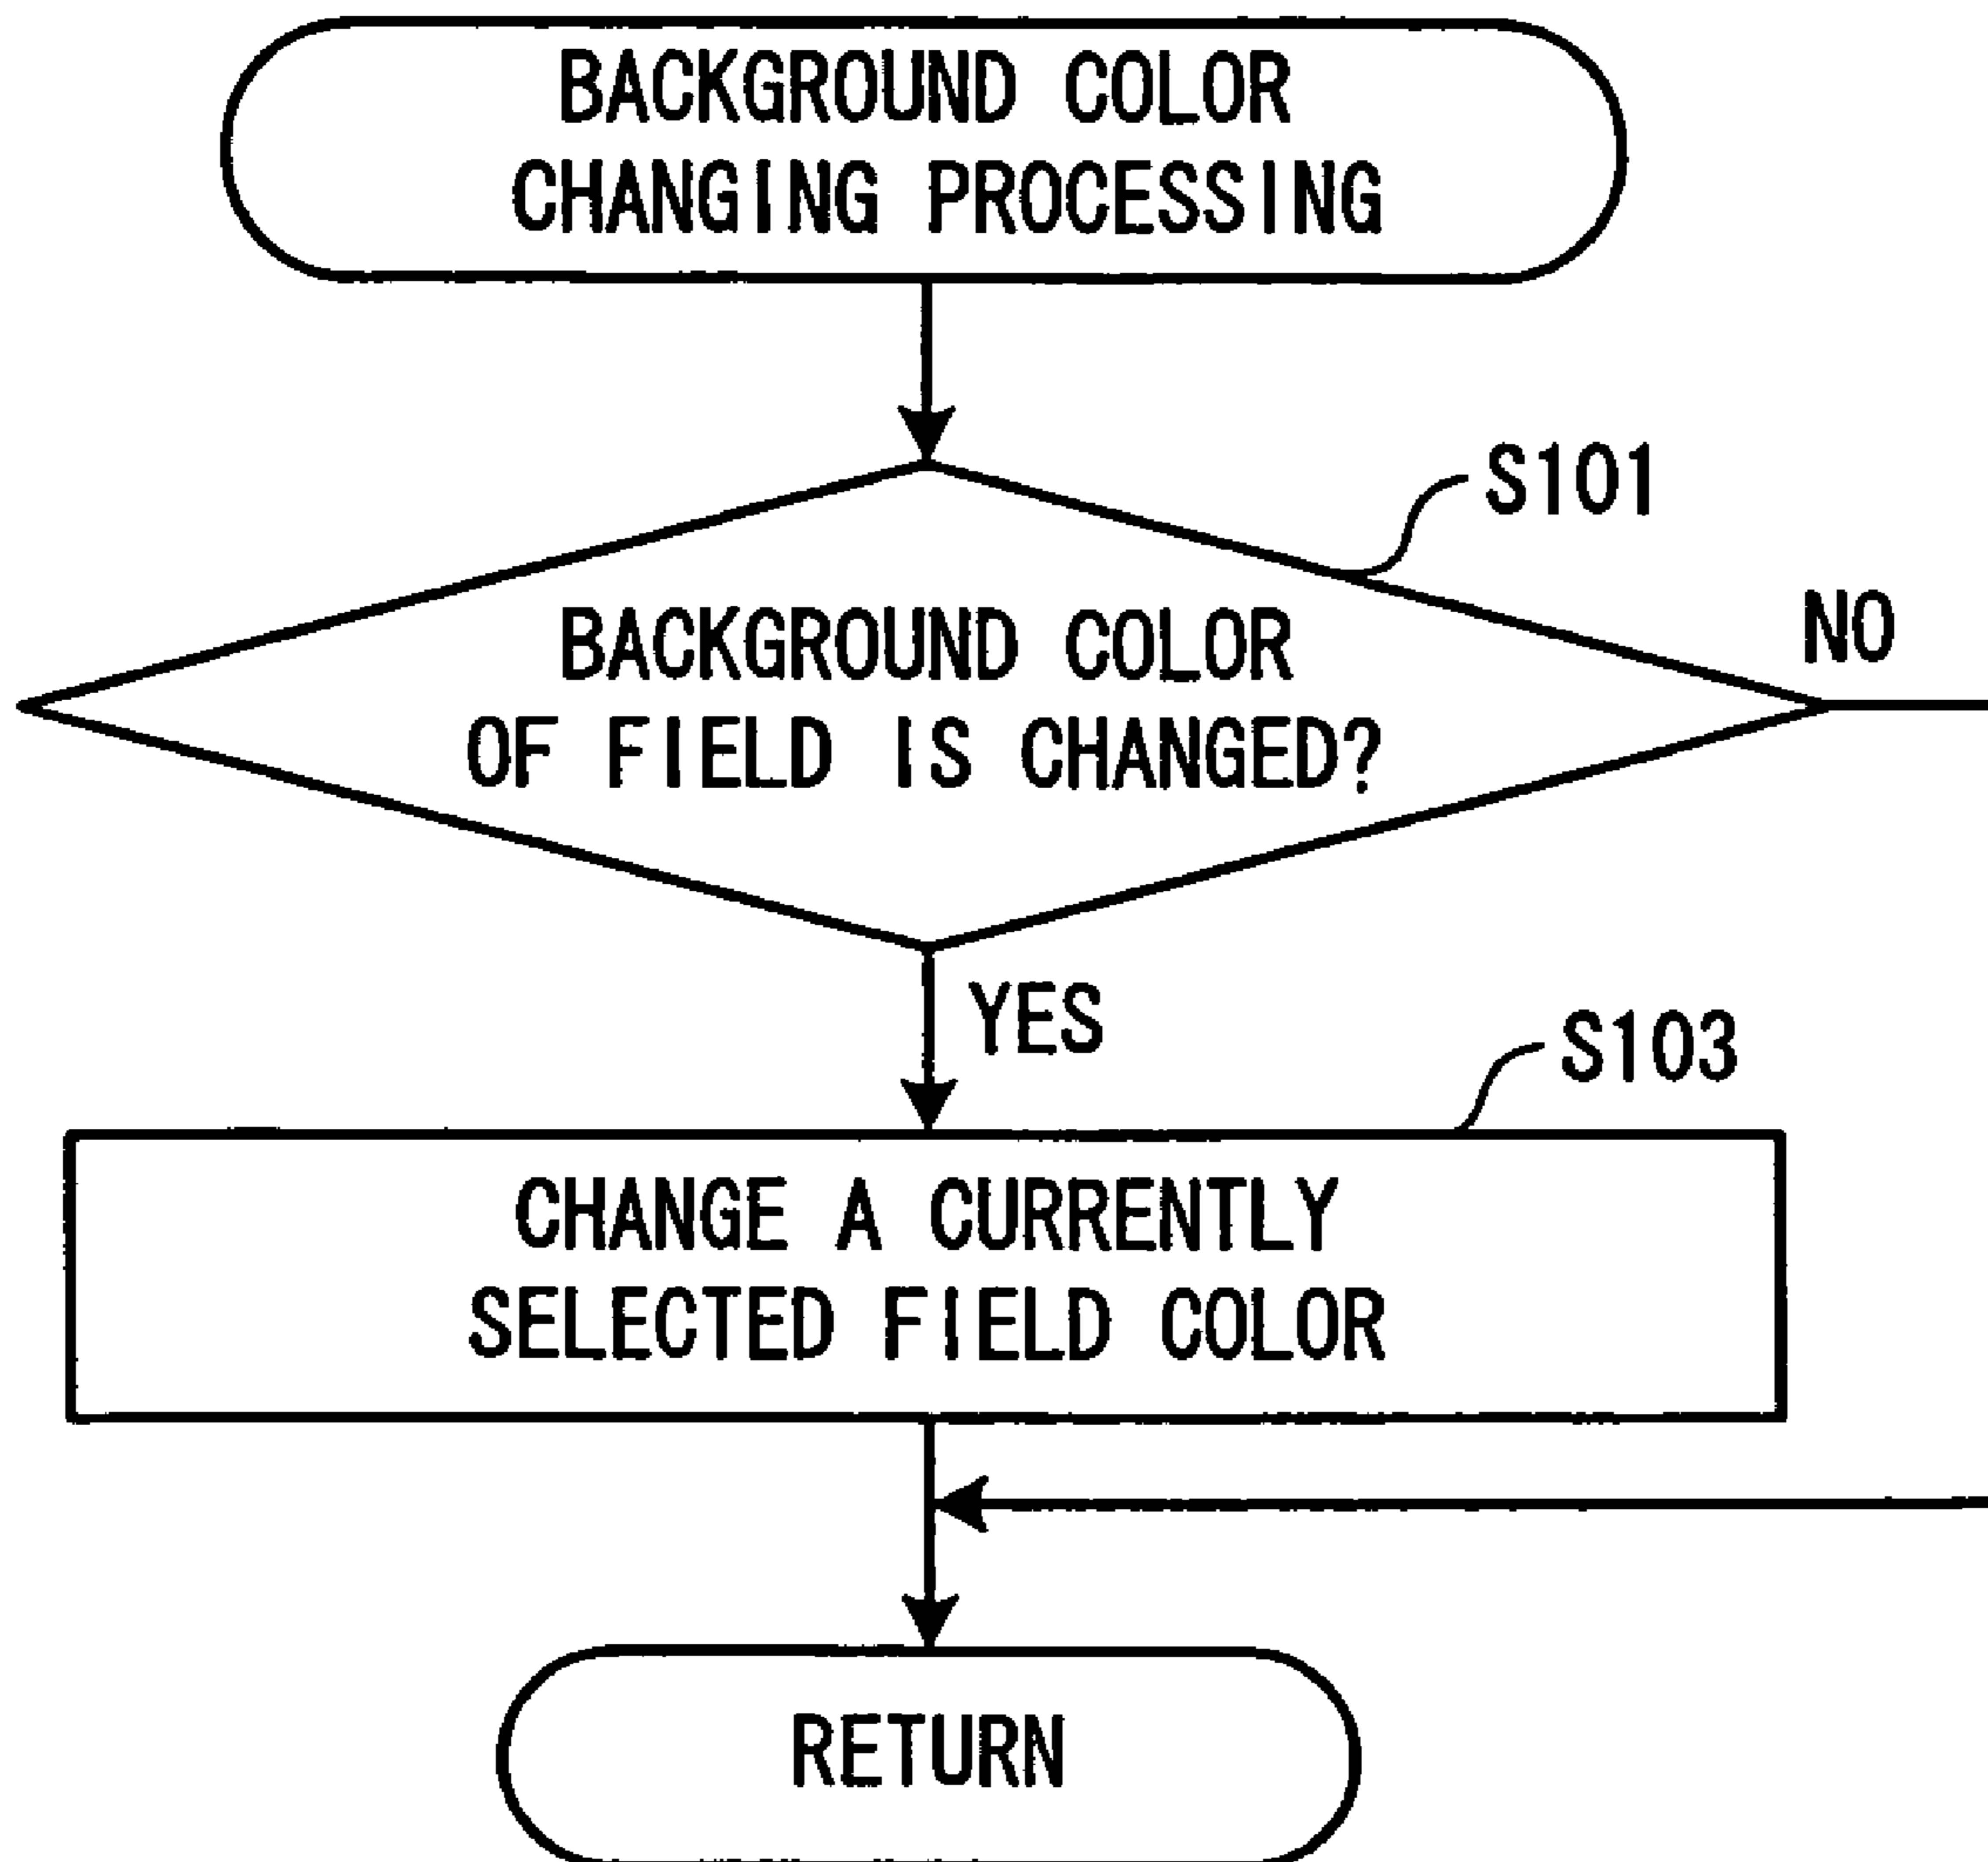 BACKGROUND COLOR
CHANGING PROCESSING
S101
NO
BACKGROUND COLOR
OF FIELD IS CHANGED?
YES
S103
CHANGE A CURRENTLY
SELECTED FIELD COLOR
RETURN